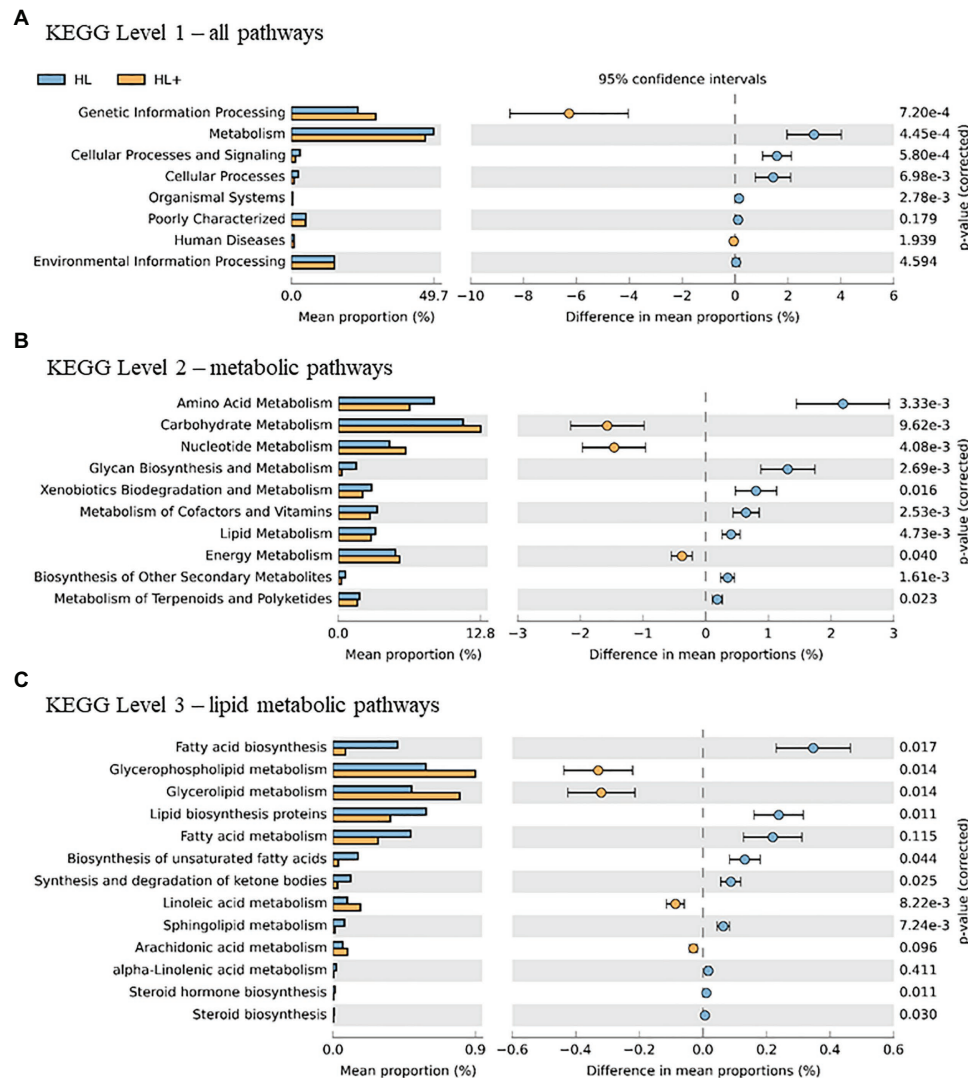 A
KEGG Level 1 – all pathways
HL HL+
95% confidence intervals
Genetic Information Processing 7.20e-4
Metabolism 4.45e-4
Cellular Processes and Signaling 5.80e-4
Cellular Processes 6.98e-3
Organismal Systems 2.78e-3
Poorly Characterized 0.179
Human Diseases 1.939
Environmental Information Processing 4.594
p-value (corrected)
0.0 49.7 −10 −8 −6 −4 −2 0 2 4 6
Mean proportion (%) Difference in mean proportions (%)
B
KEGG Level 2 – metabolic pathways
Amino Acid Metabolism 3.33e-3
Carbohydrate Metabolism 9.62e-3
Nucleotide Metabolism 4.08e-3
Glycan Biosynthesis and Metabolism 2.69e-3
Xenobiotics Biodegradation and Metabolism 0.016
Metabolism of Cofactors and Vitamins 2.53e-3
Lipid Metabolism 4.73e-3
Energy Metabolism 0.040
Biosynthesis of Other Secondary Metabolites 1.61e-3
Metabolism of Terpenoids and Polyketides 0.023
p-value (corrected)
0.0 12.8 −3 −2 −1 0 1 2 3
Mean proportion (%) Difference in mean proportions (%)
C
KEGG Level 3 – lipid metabolic pathways
Fatty acid biosynthesis 0.017
Glycerophospholipid metabolism 0.014
Glycerolipid metabolism 0.014
Lipid biosynthesis proteins 0.011
Fatty acid metabolism 0.115
Biosynthesis of unsaturated fatty acids 0.044
Synthesis and degradation of ketone bodies 0.025
Linoleic acid metabolism 8.22e-3
Sphingolipid metabolism 7.24e-3
Arachidonic acid metabolism 0.096
alpha-Linolenic acid metabolism 0.411
Steroid hormone biosynthesis 0.011
Steroid biosynthesis 0.030
p-value (corrected)
0.0 0.9 −0.6 −0.4 −0.2 0.0 0.2 0.4 0.6
Mean proportion (%) Difference in mean proportions (%)